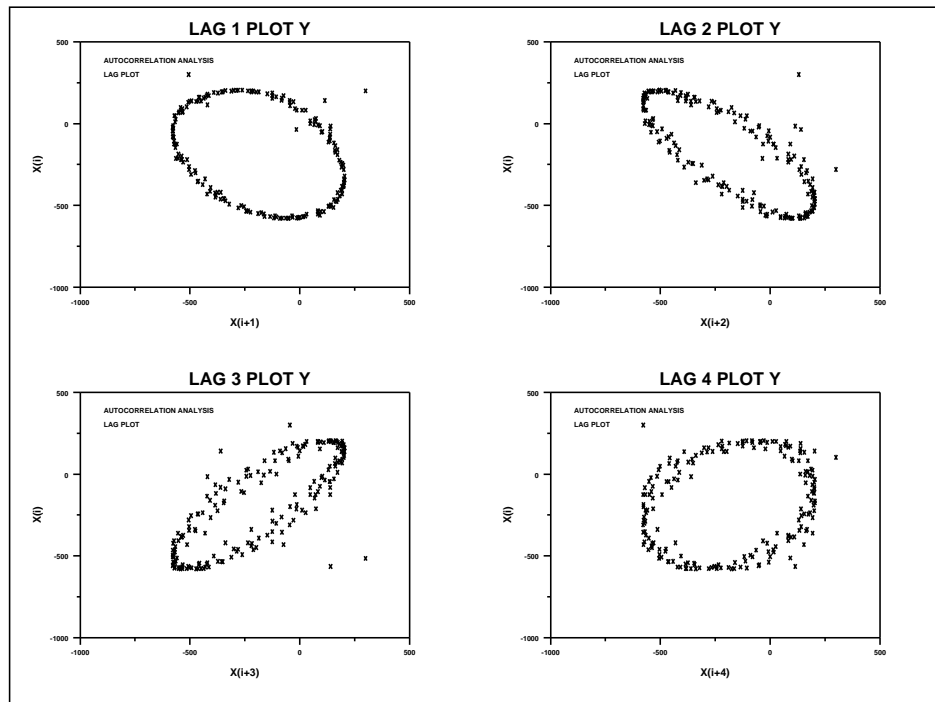 LAG 1 PLOT Y
AUTOCORRELATION ANALYSIS
LAG PLOT
500
0
-500
-1000
X(i)
-1000
-500
0
500
X(i+1)
LAG 2 PLOT Y
AUTOCORRELATION ANALYSIS
LAG PLOT
500
0
-500
-1000
X(i)
-1000
-500
0
500
X(i+2)
LAG 3 PLOT Y
AUTOCORRELATION ANALYSIS
LAG PLOT
500
0
-500
-1000
X(i)
-1000
-500
0
500
X(i+3)
LAG 4 PLOT Y
AUTOCORRELATION ANALYSIS
LAG PLOT
500
0
-500
-1000
X(i)
-1000
-500
0
500
X(i+4)